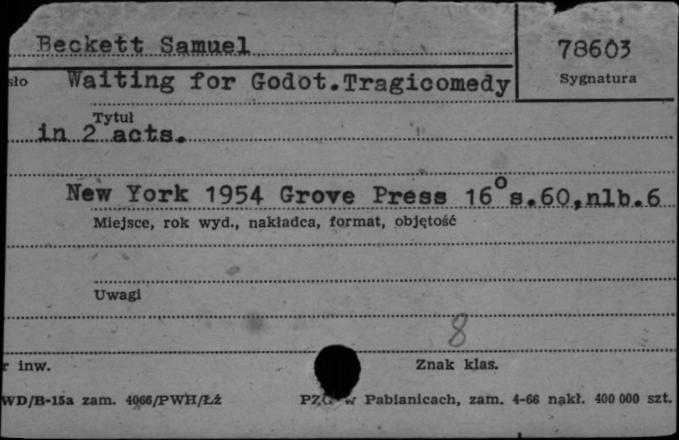 Beckett Samuel
78603
Sygnatura
sło Waiting for Godot.Tragicomedy
Tytuł
in 2 acts.
New York 1954 Grove Press 16° s.60,nlb.6
Miejsce, rok wyd., nakładca, format, objętość
Uwagi
8
r inw.
Znak klas.
WD/B-15a zam. 4066/PWH/Łż
w Pabianicach, zam. 4-66 nakł. 400 000 szt.